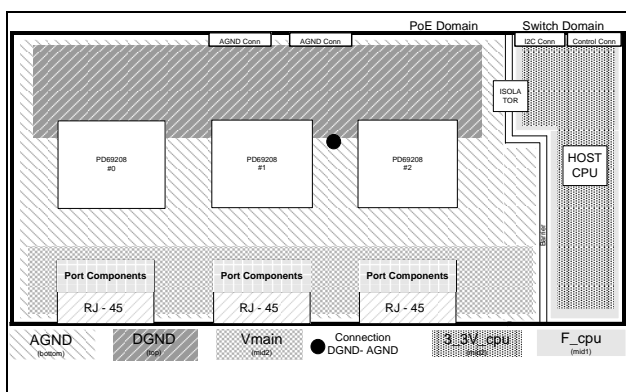 PoE Domain Switch Domain
AGND Conn AGND Conn I2C Conn Control Conn
ISOLA
TOR
PD69208
#0
PD69208
#1
PD69208
#2
HOST
CPU
Barrier
Port Components Port Components Port Components
RJ - 45 RJ - 45 RJ - 45
AGND
(bottom)
DGND
(top)
Vmain
(mid2)
Connection
DGND- AGND
3_3V_cpu
(mid2)
F_cpu
(mid1)